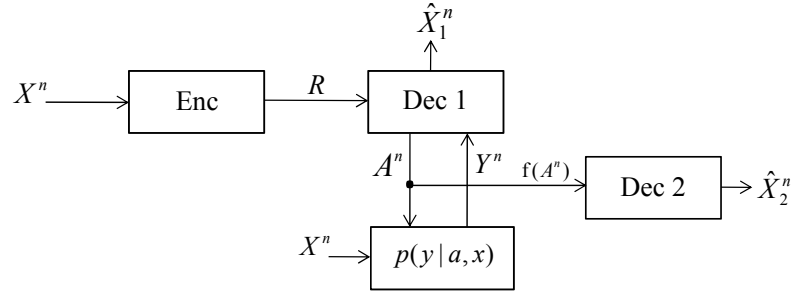 X̂₁ⁿ
Xⁿ Enc R Dec 1
Aⁿ Yⁿ f(Aⁿ) Dec 2 X̂₂ⁿ
Xⁿ p(y | a, x)